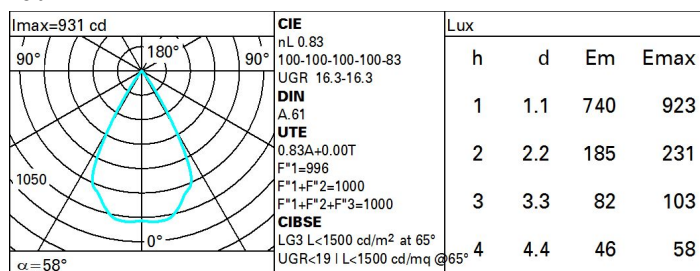 Imax=931 cd
90° 180° 90°
1050
0°
α=58°
CIE
nL 0.83
100-100-100-100-83
UGR 16.3-16.3
DIN
A.61
UTE
0.83A+0.00T
F"1=996
F"1+F"2=1000
F"1+F"2+F"3=1000
CIBSE
LG3 L<1500 cd/m² at 65°
UGR<19 | L<1500 cd/mq @65°
Lux
h d Em Emax
1 1.1 740 923
2 2.2 185 231
3 3.3 82 103
4 4.4 46 58